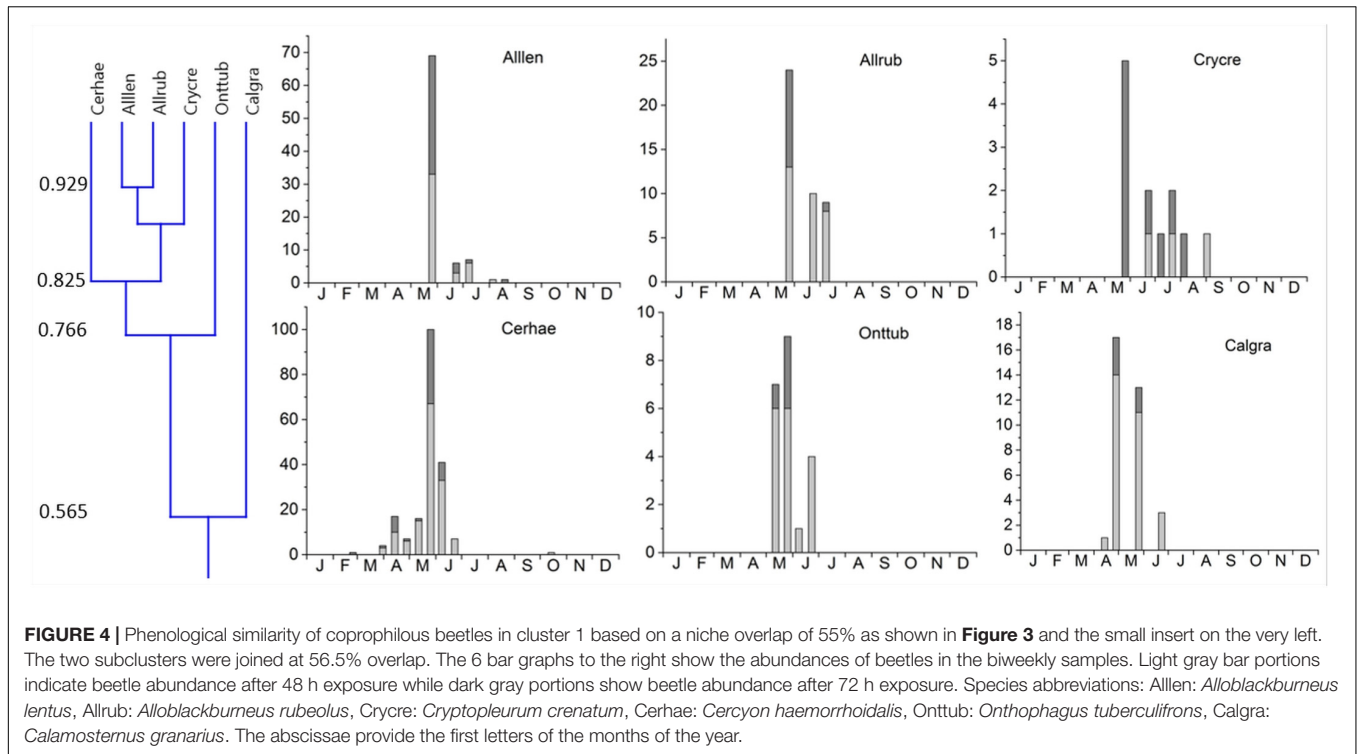 Cerhae Alllen Allrub Crycre Onttub Calgra
0.929
0.825
0.766
0.565
Alllen
70
60
50
40
30
20
10
0
J F M A M J J A S O N D
Allrub
25
20
15
10
5
0
J F M A M J J A S O N D
Crycre
5
4
3
2
1
0
J F M A M J J A S O N D
Cerhae
100
80
60
40
20
0
J F M A M J J A S O N D
Onttub
10
8
6
4
2
0
J F M A M J J A S O N D
Calgra
18
16
14
12
10
8
6
4
2
0
J F M A M J J A S O N D
FIGURE 4 | Phenological similarity of coprophilous beetles in cluster 1 based on a niche overlap of 55% as shown in Figure 3 and the small insert on the very left.
The two subclusters were joined at 56.5% overlap. The 6 bar graphs to the right show the abundances of beetles in the biweekly samples. Light gray bar portions
indicate beetle abundance after 48 h exposure while dark gray portions show beetle abundance after 72 h exposure. Species abbreviations: Alllen: Alloblackburneus
lentus, Allrub: Alloblackburneus rubeolus, Crycre: Cryptopleurum crenatum, Cerhae: Cercyon haemorrhoidalis, Onttub: Onthophagus tuberculifrons, Calgra:
Calamosternus granarius. The abscissae provide the first letters of the months of the year.